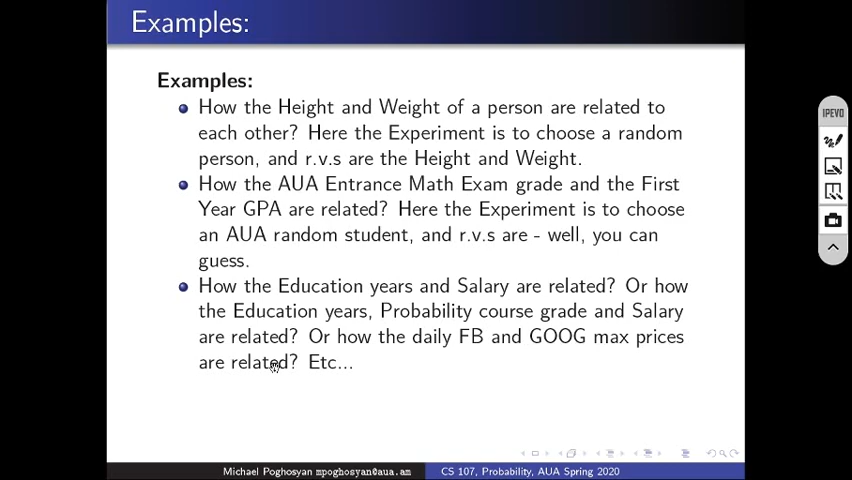 Examples:
Examples:
How the Height and Weight of a person are related to
each other? Here the Experiment is to choose a random
person, and r.v.s are the Height and Weight.
How the AUA Entrance Math Exam grade and the First
Year GPA are related? Here the Experiment is to choose
an AUA random student, and r.v.s are - well, you can
guess.
How the Education years and Salary are related? Or how
the Education years, Probability course grade and Salary
are related? Or how the daily FB and GOOG max prices
are related? Etc...
IPEVO
Michael Poghosyan mpoghosyan@aua.am CS 107, Probability, AUA Spring 2020